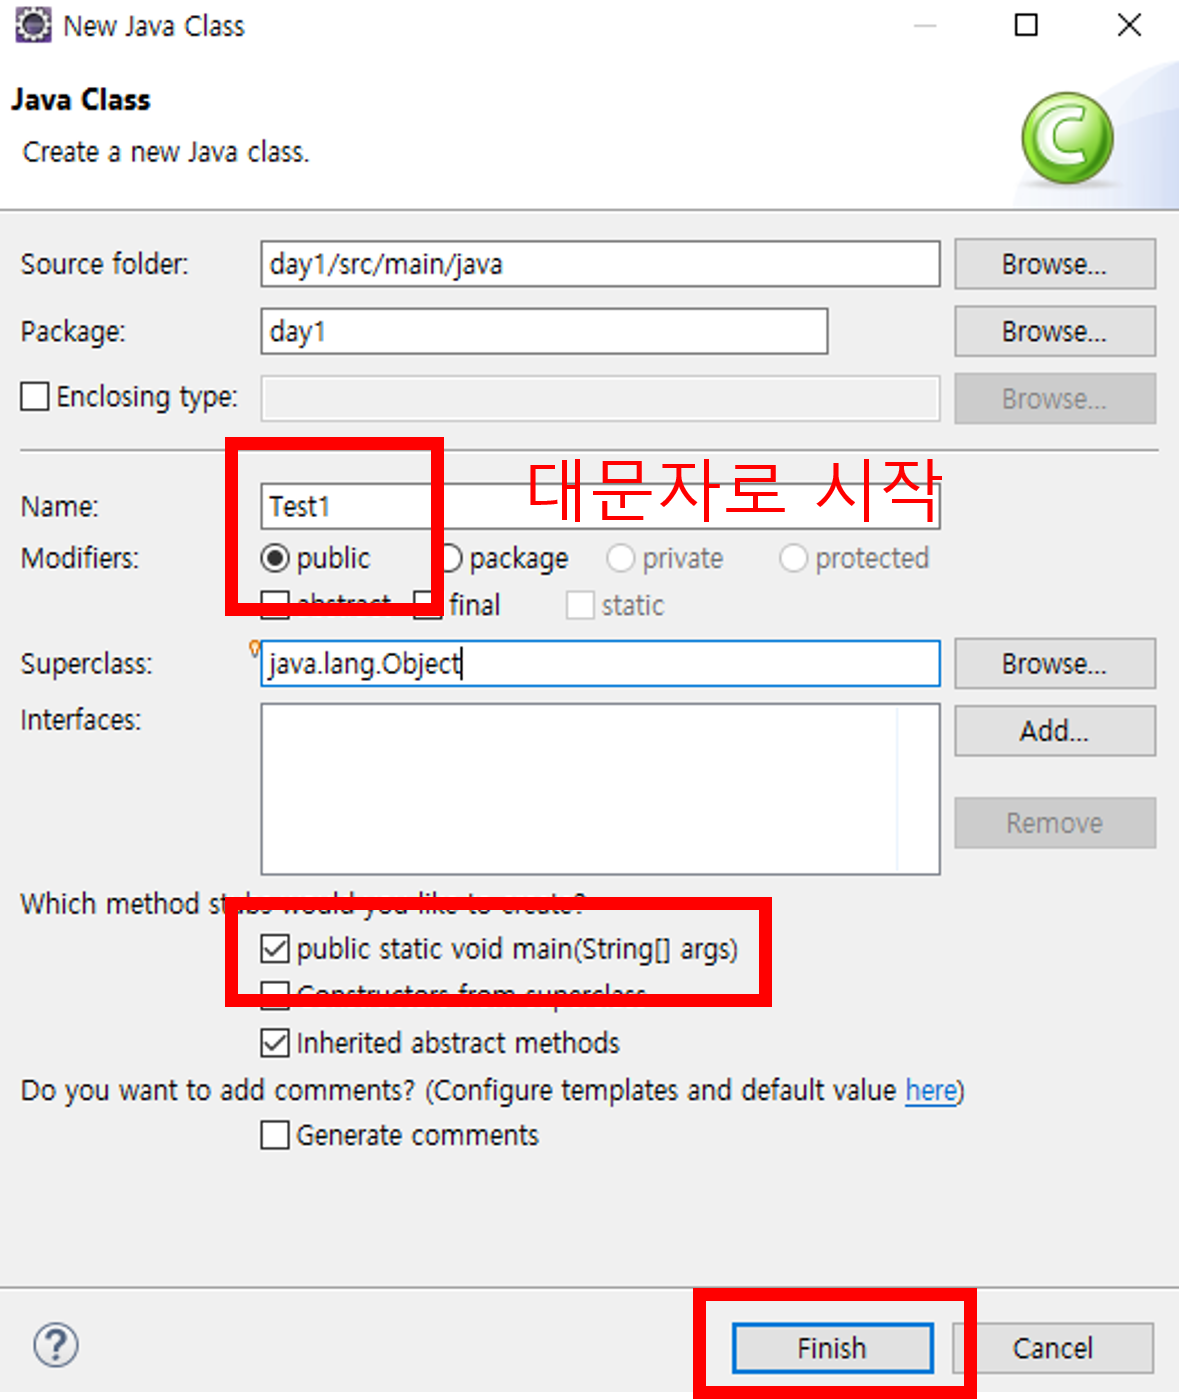 New Java Class
Java Class
Create a new Java class.
Source folder: day1/src/main/java Browse...
Package: day1 Browse...
Enclosing type: Browse...
Name: Test1 대문자로 시작
Modifiers: public package private protected
abstract final static
Superclass: java.lang.Object Browse...
Interfaces: Add...
Remove
Which method stubs would you like to create?
public static void main(String[] args)
Constructors from superclass
Inherited abstract methods
Do you want to add comments? (Configure templates and default value here)
Generate comments
Finish Cancel